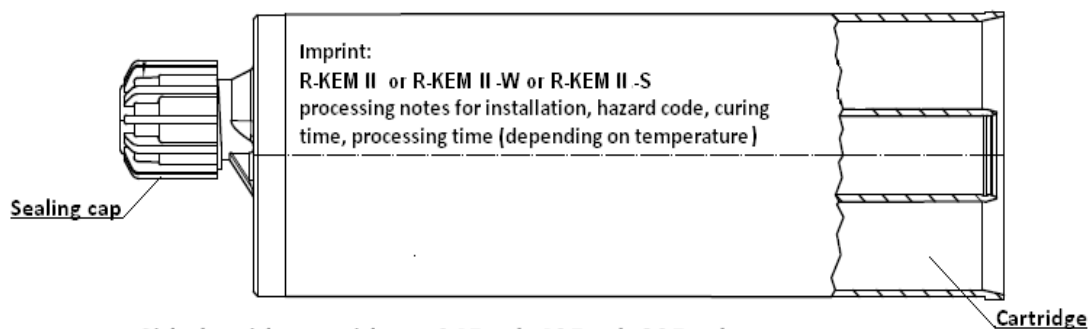 Imprint:
R-KEM II or R-KEM II -W or R-KEM II -S
processing notes for installation, hazard code, curing
time, processing time (depending on temperature)
Sealing cap
Cartridge